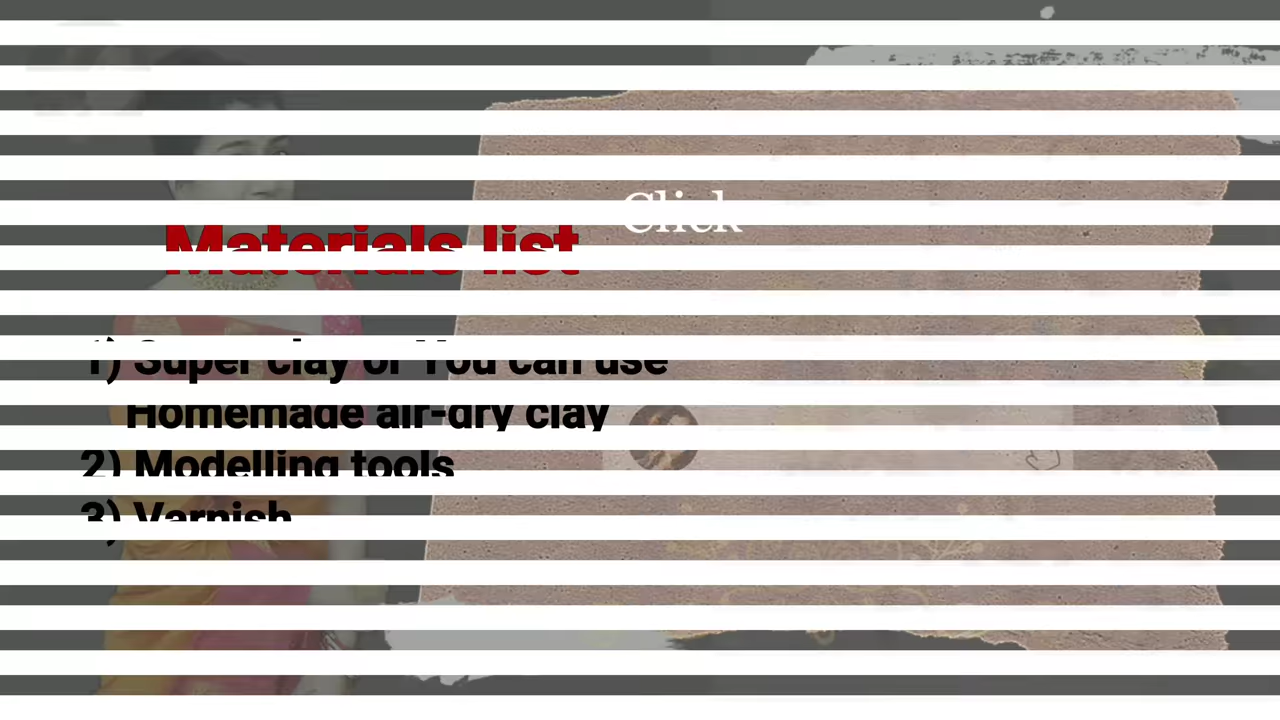 Click
Materials list
1) Super clay or You can use
Homemade air-dry clay
2) Modelling tools
3) Varnish